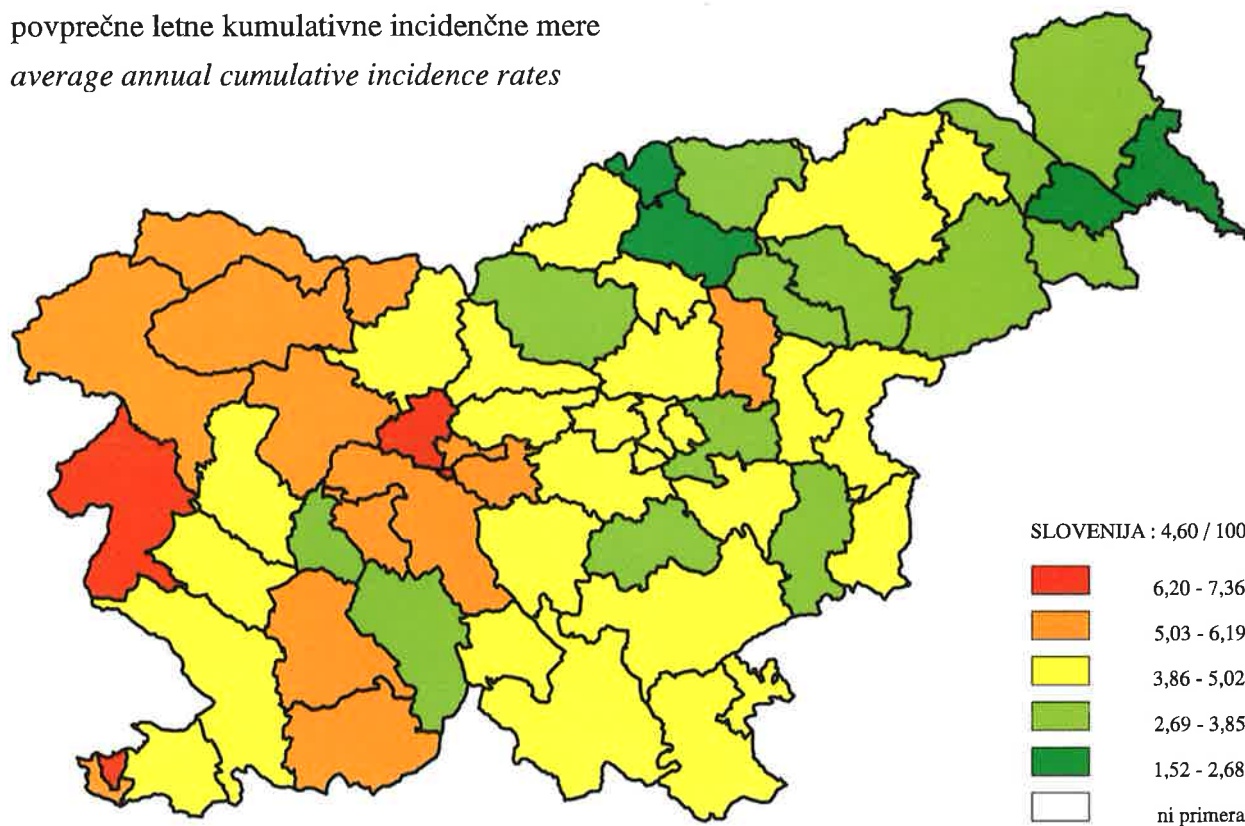 povprečne letne kumulativne incidenčne mere
average annual cumulative incidence rates
SLOVENIJA : 4,60 / 100
6,20 - 7,36
5,03 - 6,19
3,86 - 5,02
2,69 - 3,85
1,52 - 2,68
ni primera